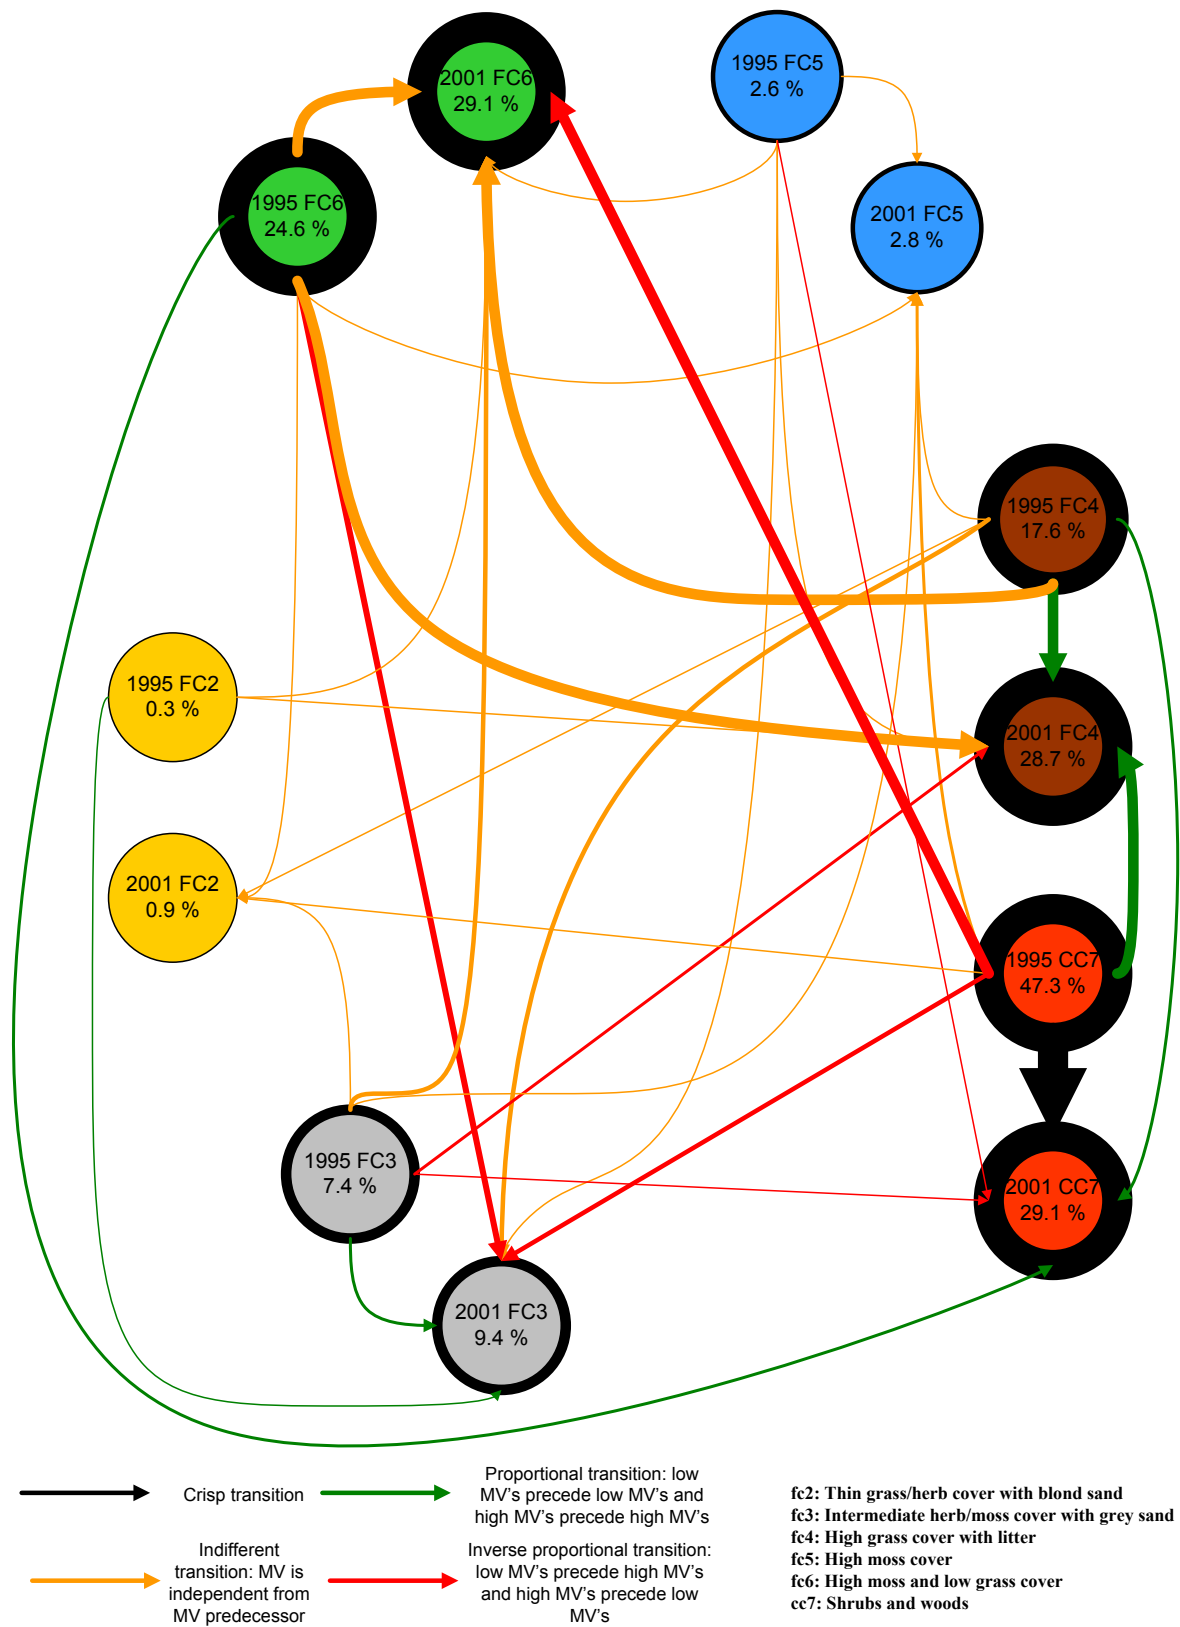 2001 FC6
29.1 %
1995 FC5
2.6 %
1995 FC6
24.6 %
2001 FC5
2.8 %
1995 FC4
17.6 %
1995 FC2
0.3 %
2001 FC4
28.7 %
2001 FC2
0.9 %
1995 CC7
47.3 %
1995 FC3
7.4 %
2001 CC7
29.1 %
2001 FC3
9.4 %
Crisp transition
Proportional transition: low
MV's precede low MV's and
high MV's precede high MV's
Indifferent
transition: MV is
independent from
MV predecessor
Inverse proportional transition:
low MV's precede high MV's
and high MV's precede low
MV's
fc2: Thin grass/herb cover with blond sand
fc3: Intermediate herb/moss cover with grey sand
fc4: High grass cover with litter
fc5: High moss cover
fc6: High moss and low grass cover
cc7: Shrubs and woods